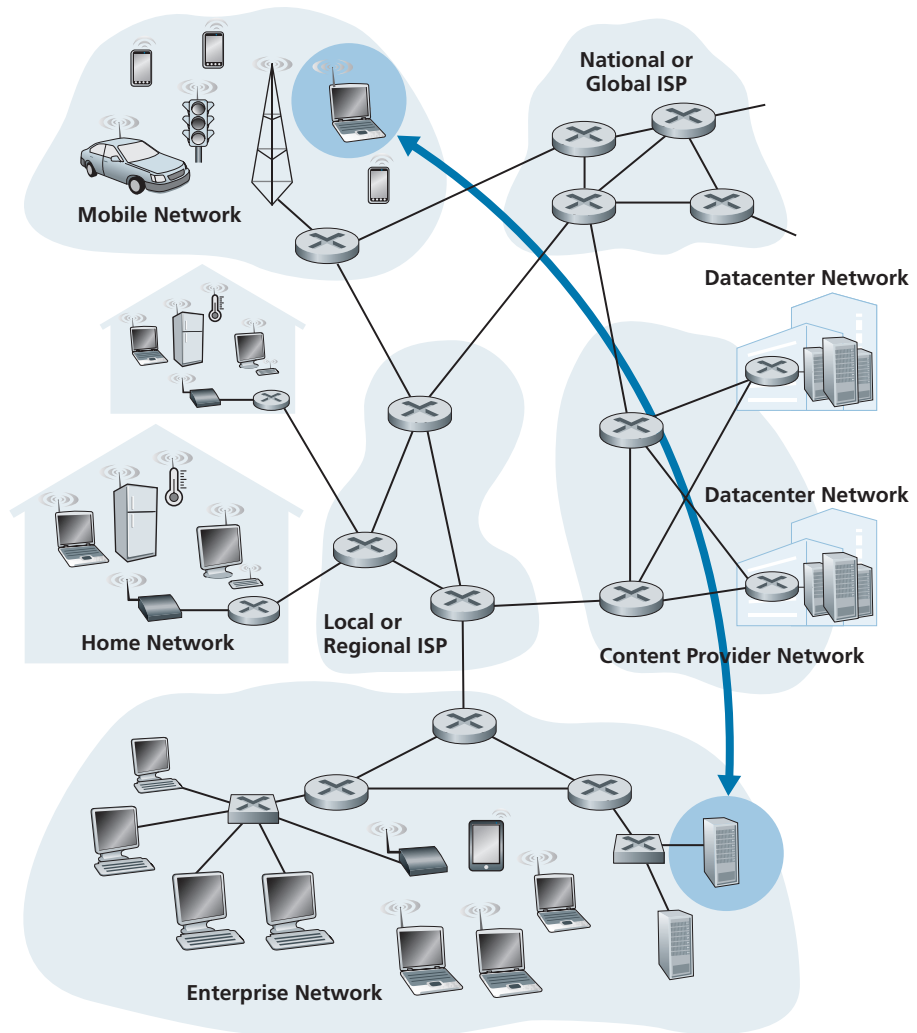 National or
Global ISP
Mobile Network
Datacenter Network
Datacenter Network
Home Network
Local or
Regional ISP
Content Provider Network
Enterprise Network